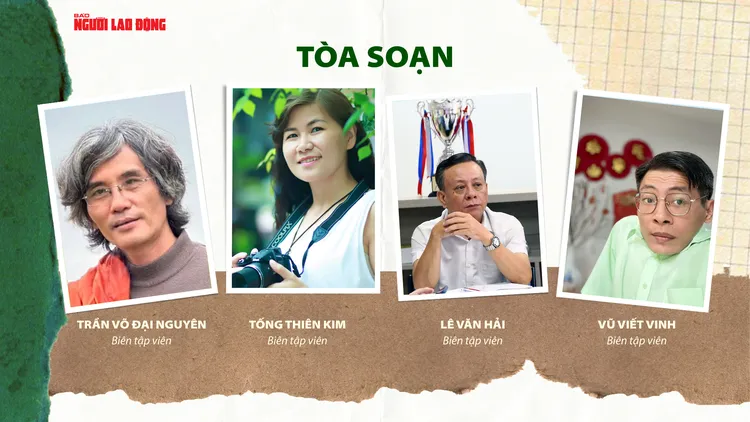 BÁO
NGƯỜI LAO ĐỘNG
TÒA SOẠN
TRẦN VÕ ĐẠI NGUYÊN
Biên tập viên
TỐNG THIÊN KIM
Biên tập viên
LÊ VĂN HẢI
Biên tập viên
VŨ VIẾT VINH
Biên tập viên